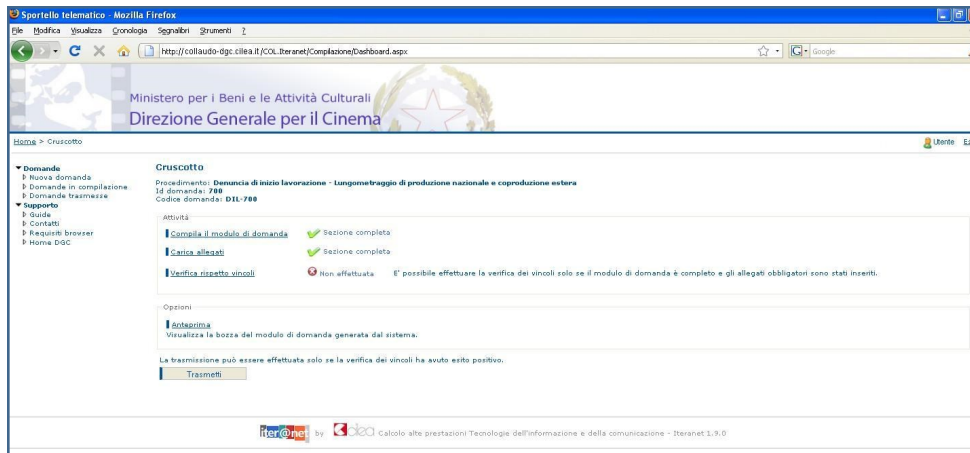 Sportello telematico - Mozilla Firefox
File Modifica Visualizza Cronologia Segnalibri Strumenti ?
http://collaudo-dgc.cilea.it/COL.Iteranet/Compilazione/Dashboard.aspx
Google
Ministero per i Beni e le Attività Culturali
Direzione Generale per il Cinema
Home > Cruscotto
Utente
Domande
Nuova domanda
Domande in compilazione
Domande trasmesse
Supporto
Guide
Contatti
Requisiti browser
Home DGC
Cruscotto
Procedimento: Denuncia di inizio lavorazione - Lungometraggio di produzione nazionale e coproduzione estera
Id domanda: 700
Codice domanda: DIL-700
Attività
Compila il modulo di domanda Sezione completa
Carica allegati Sezione completa
Verifica rispetto vincoli Non effettuata E' possibile effettuare la verifica dei vincoli solo se il modulo di domanda è completo e gli allegati obbligatori sono stati inseriti.
Opzioni
Anteprima
Visualizza la bozza del modulo di domanda generata dal sistema.
La trasmissione può essere effettuata solo se la verifica dei vincoli ha avuto esito positivo.
Trasmetti
iter@net by cilea Calcolo alte prestazioni Tecnologie dell'informazione e della comunicazione - Iteranet 1.9.0